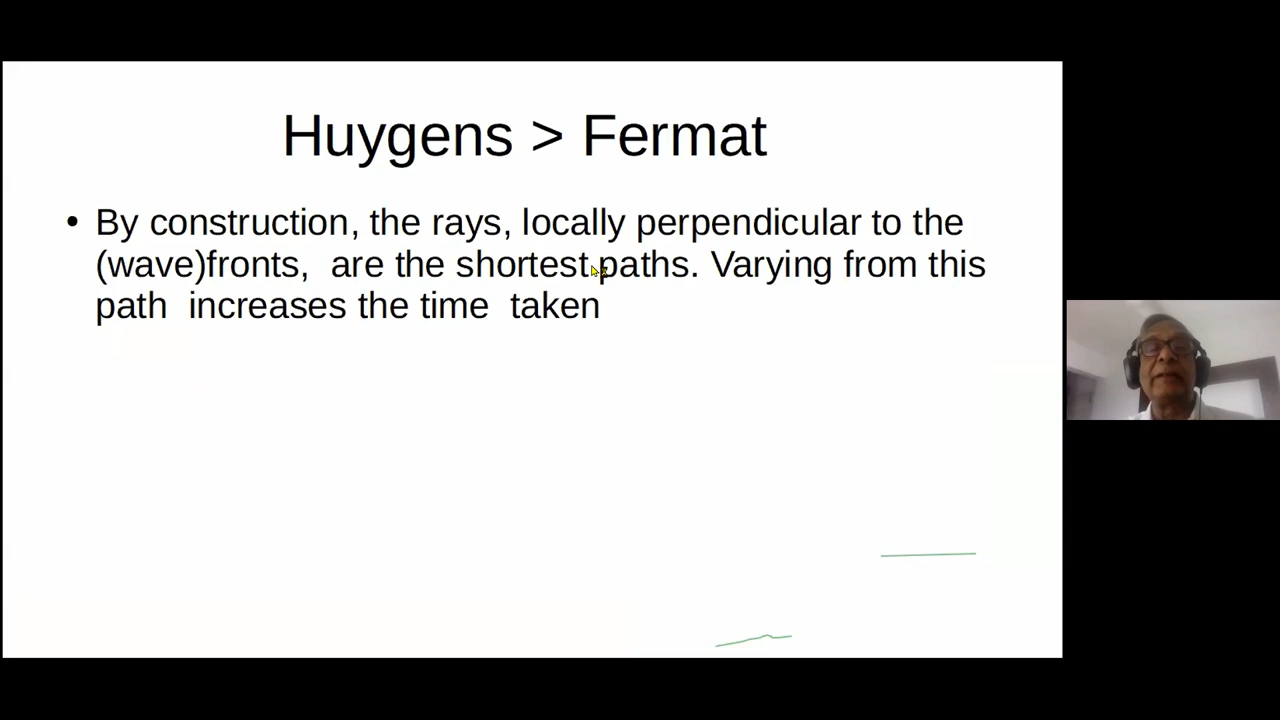 Huygens > Fermat
• By construction, the rays, locally perpendicular to the
(wave)fronts,  are the shortest paths. Varying from this
path  increases the time  taken